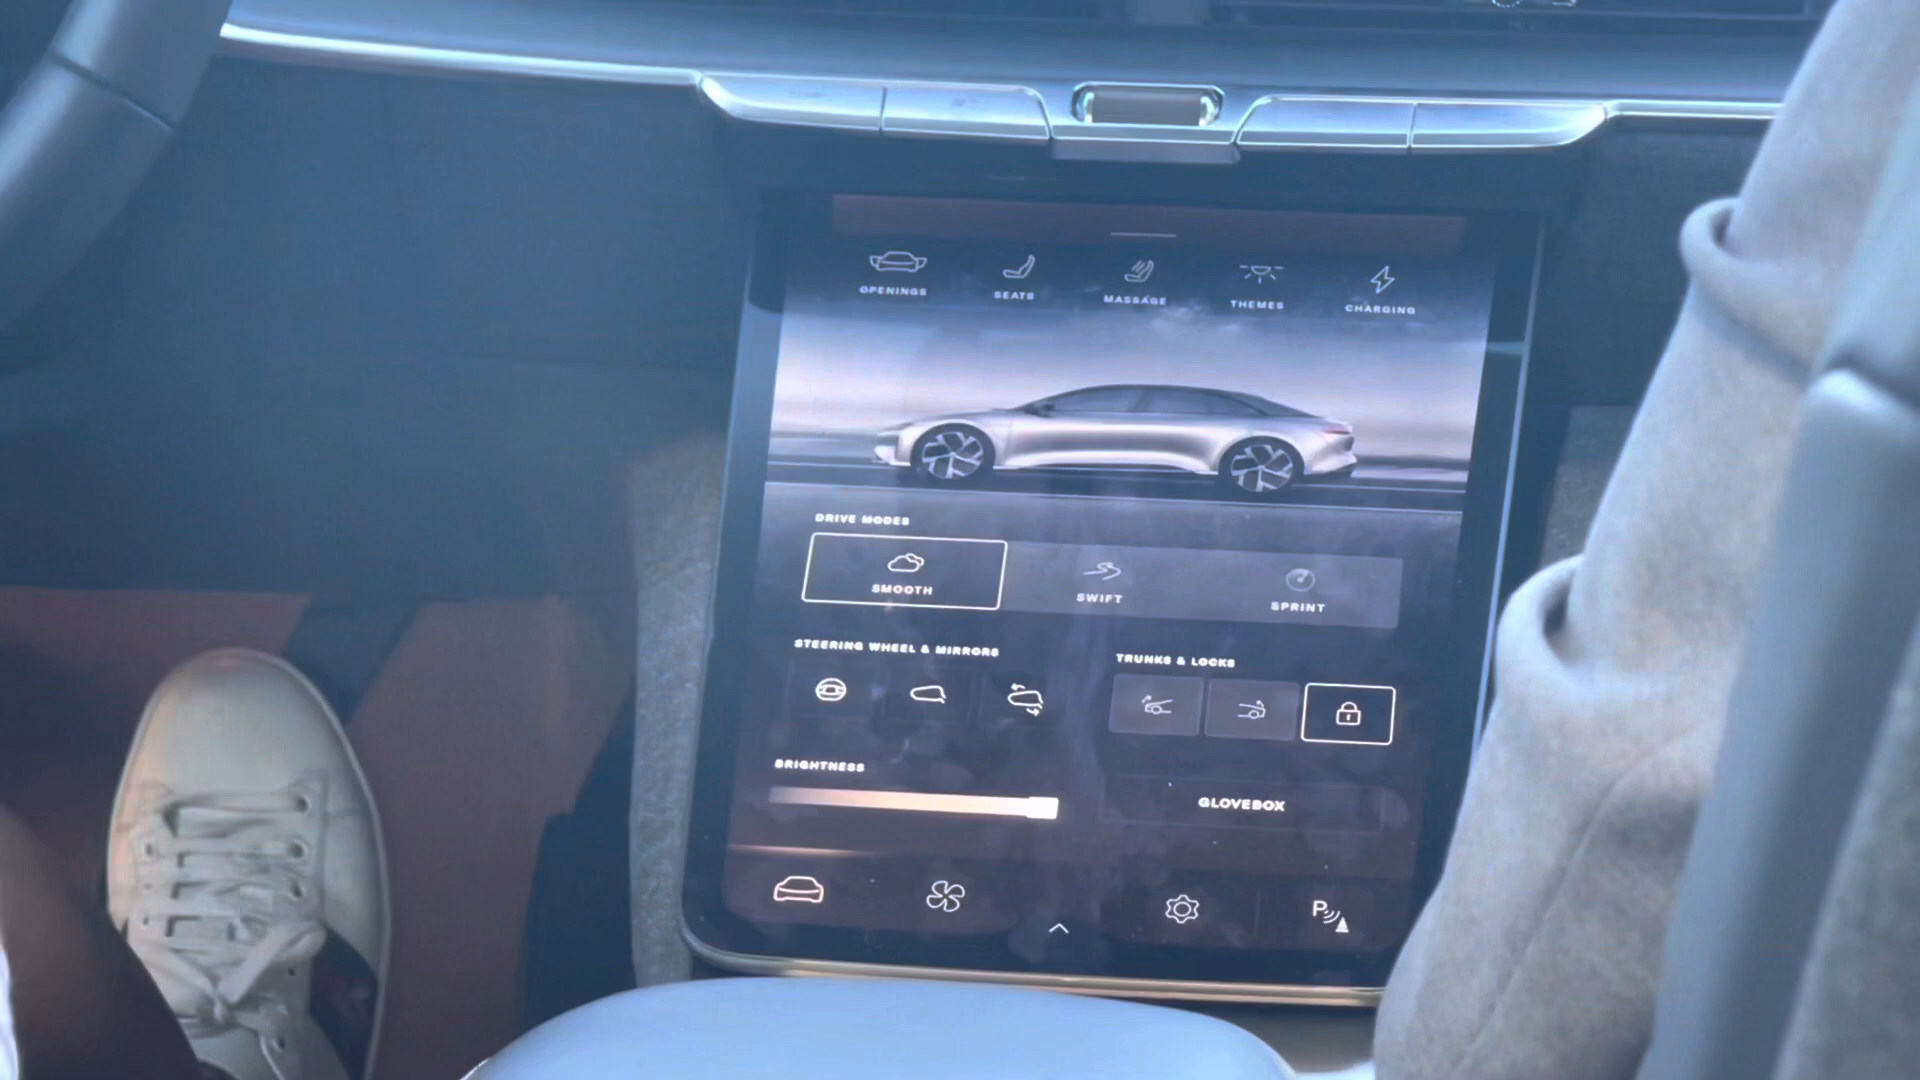 OPENINGS SEATS MASSAGE THEMES CHARGING
DRIVE MODES
SMOOTH SWIFT SPRINT
STEERING WHEEL & MIRRORS TRUNKS & LOCKS
BRIGHTNESS
GLOVEBOX
P